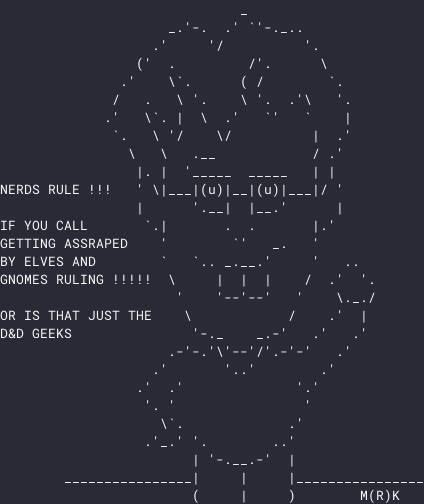 NERDS RULE !!!
IF YOU CALL
GETTING ASSRAPED
BY ELVES AND
GNOMES RULING !!!!!
OR IS THAT JUST THE
D&D GEEKS
M(R)K